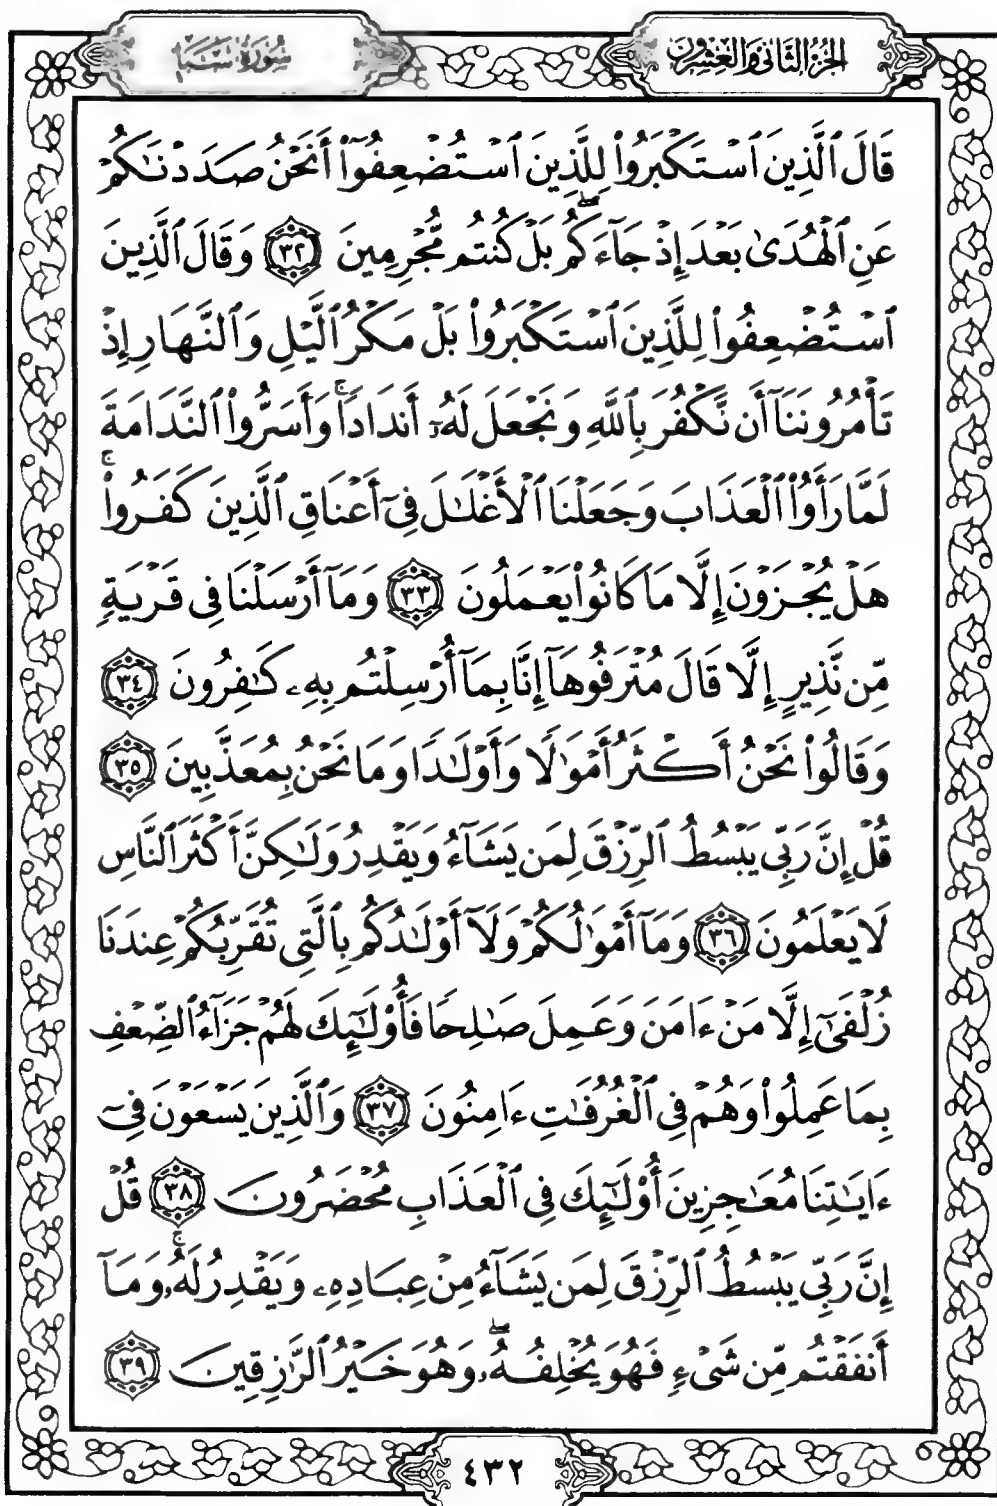 الجزء الثاني والعشرون
سورة سبإ
قَالَ ٱلَّذِينَ ٱسْتَكْبَرُوا۟ لِلَّذِينَ ٱسْتُضْعِفُوٓا۟ أَنَحْنُ صَدَدْنَـٰكُمْ
عَنِ ٱلْهُدَىٰ بَعْدَ إِذْ جَآءَكُمۖ بَلْ كُنتُم مُّجْرِمِينَ ٣٢ وَقَالَ ٱلَّذِينَ
ٱسْتُضْعِفُوا۟ لِلَّذِينَ ٱسْتَكْبَرُوا۟ بَلْ مَكْرُ ٱلَّيْلِ وَٱلنَّهَارِ إِذْ
تَأْمُرُونَنَآ أَن نَّكْفُرَ بِٱللَّهِ وَنَجْعَلَ لَهُۥٓ أَندَادًاۚ وَأَسَرُّوا۟ ٱلنَّدَامَةَ
لَمَّا رَأَوُا۟ ٱلْعَذَابَ وَجَعَلْنَا ٱلْأَغْلَـٰلَ فِىٓ أَعْنَاقِ ٱلَّذِينَ كَفَرُوا۟ۚ
هَلْ يُجْزَوْنَ إِلَّا مَا كَانُوا۟ يَعْمَلُونَ ٣٣ وَمَآ أَرْسَلْنَا فِى قَرْيَةٍ
مِّن نَّذِيرٍ إِلَّا قَالَ مُتْرَفُوهَآ إِنَّا بِمَآ أُرْسِلْتُم بِهِۦ كَـٰفِرُونَ ٣٤
وَقَالُوا۟ نَحْنُ أَكْثَرُ أَمْوَٰلًا وَأَوْلَـٰدًا وَمَا نَحْنُ بِمُعَذَّبِينَ ٣٥
قُلْ إِنَّ رَبِّى يَبْسُطُ ٱلرِّزْقَ لِمَن يَشَآءُ وَيَقْدِرُ وَلَـٰكِنَّ أَكْثَرَ ٱلنَّاسِ
لَا يَعْلَمُونَ ٣٦ وَمَآ أَمْوَٰلُكُمْ وَلَآ أَوْلَـٰدُكُم بِٱلَّتِى تُقَرِّبُكُمْ عِندَنَا
زُلْفَىٰٓ إِلَّا مَنْ ءَامَنَ وَعَمِلَ صَـٰلِحًا فَأُو۟لَـٰٓئِكَ لَهُمْ جَزَآءُ ٱلضِّعْفِ
بِمَا عَمِلُوا۟ وَهُمْ فِى ٱلْغُرُفَـٰتِ ءَامِنُونَ ٣٧ وَٱلَّذِينَ يَسْعَوْنَ فِىٓ
ءَايَـٰتِنَا مُعَـٰجِزِينَ أُو۟لَـٰٓئِكَ فِى ٱلْعَذَابِ مُحْضَرُونَ ٣٨ قُلْ
إِنَّ رَبِّى يَبْسُطُ ٱلرِّزْقَ لِمَن يَشَآءُ مِنْ عِبَادِهِۦ وَيَقْدِرُ لَهُۥۚ وَمَآ
أَنفَقْتُم مِّن شَىْءٍ فَهُوَ يُخْلِفُهُۥۖ وَهُوَ خَيْرُ ٱلرَّٰزِقِينَ ٣٩
٤٣٢